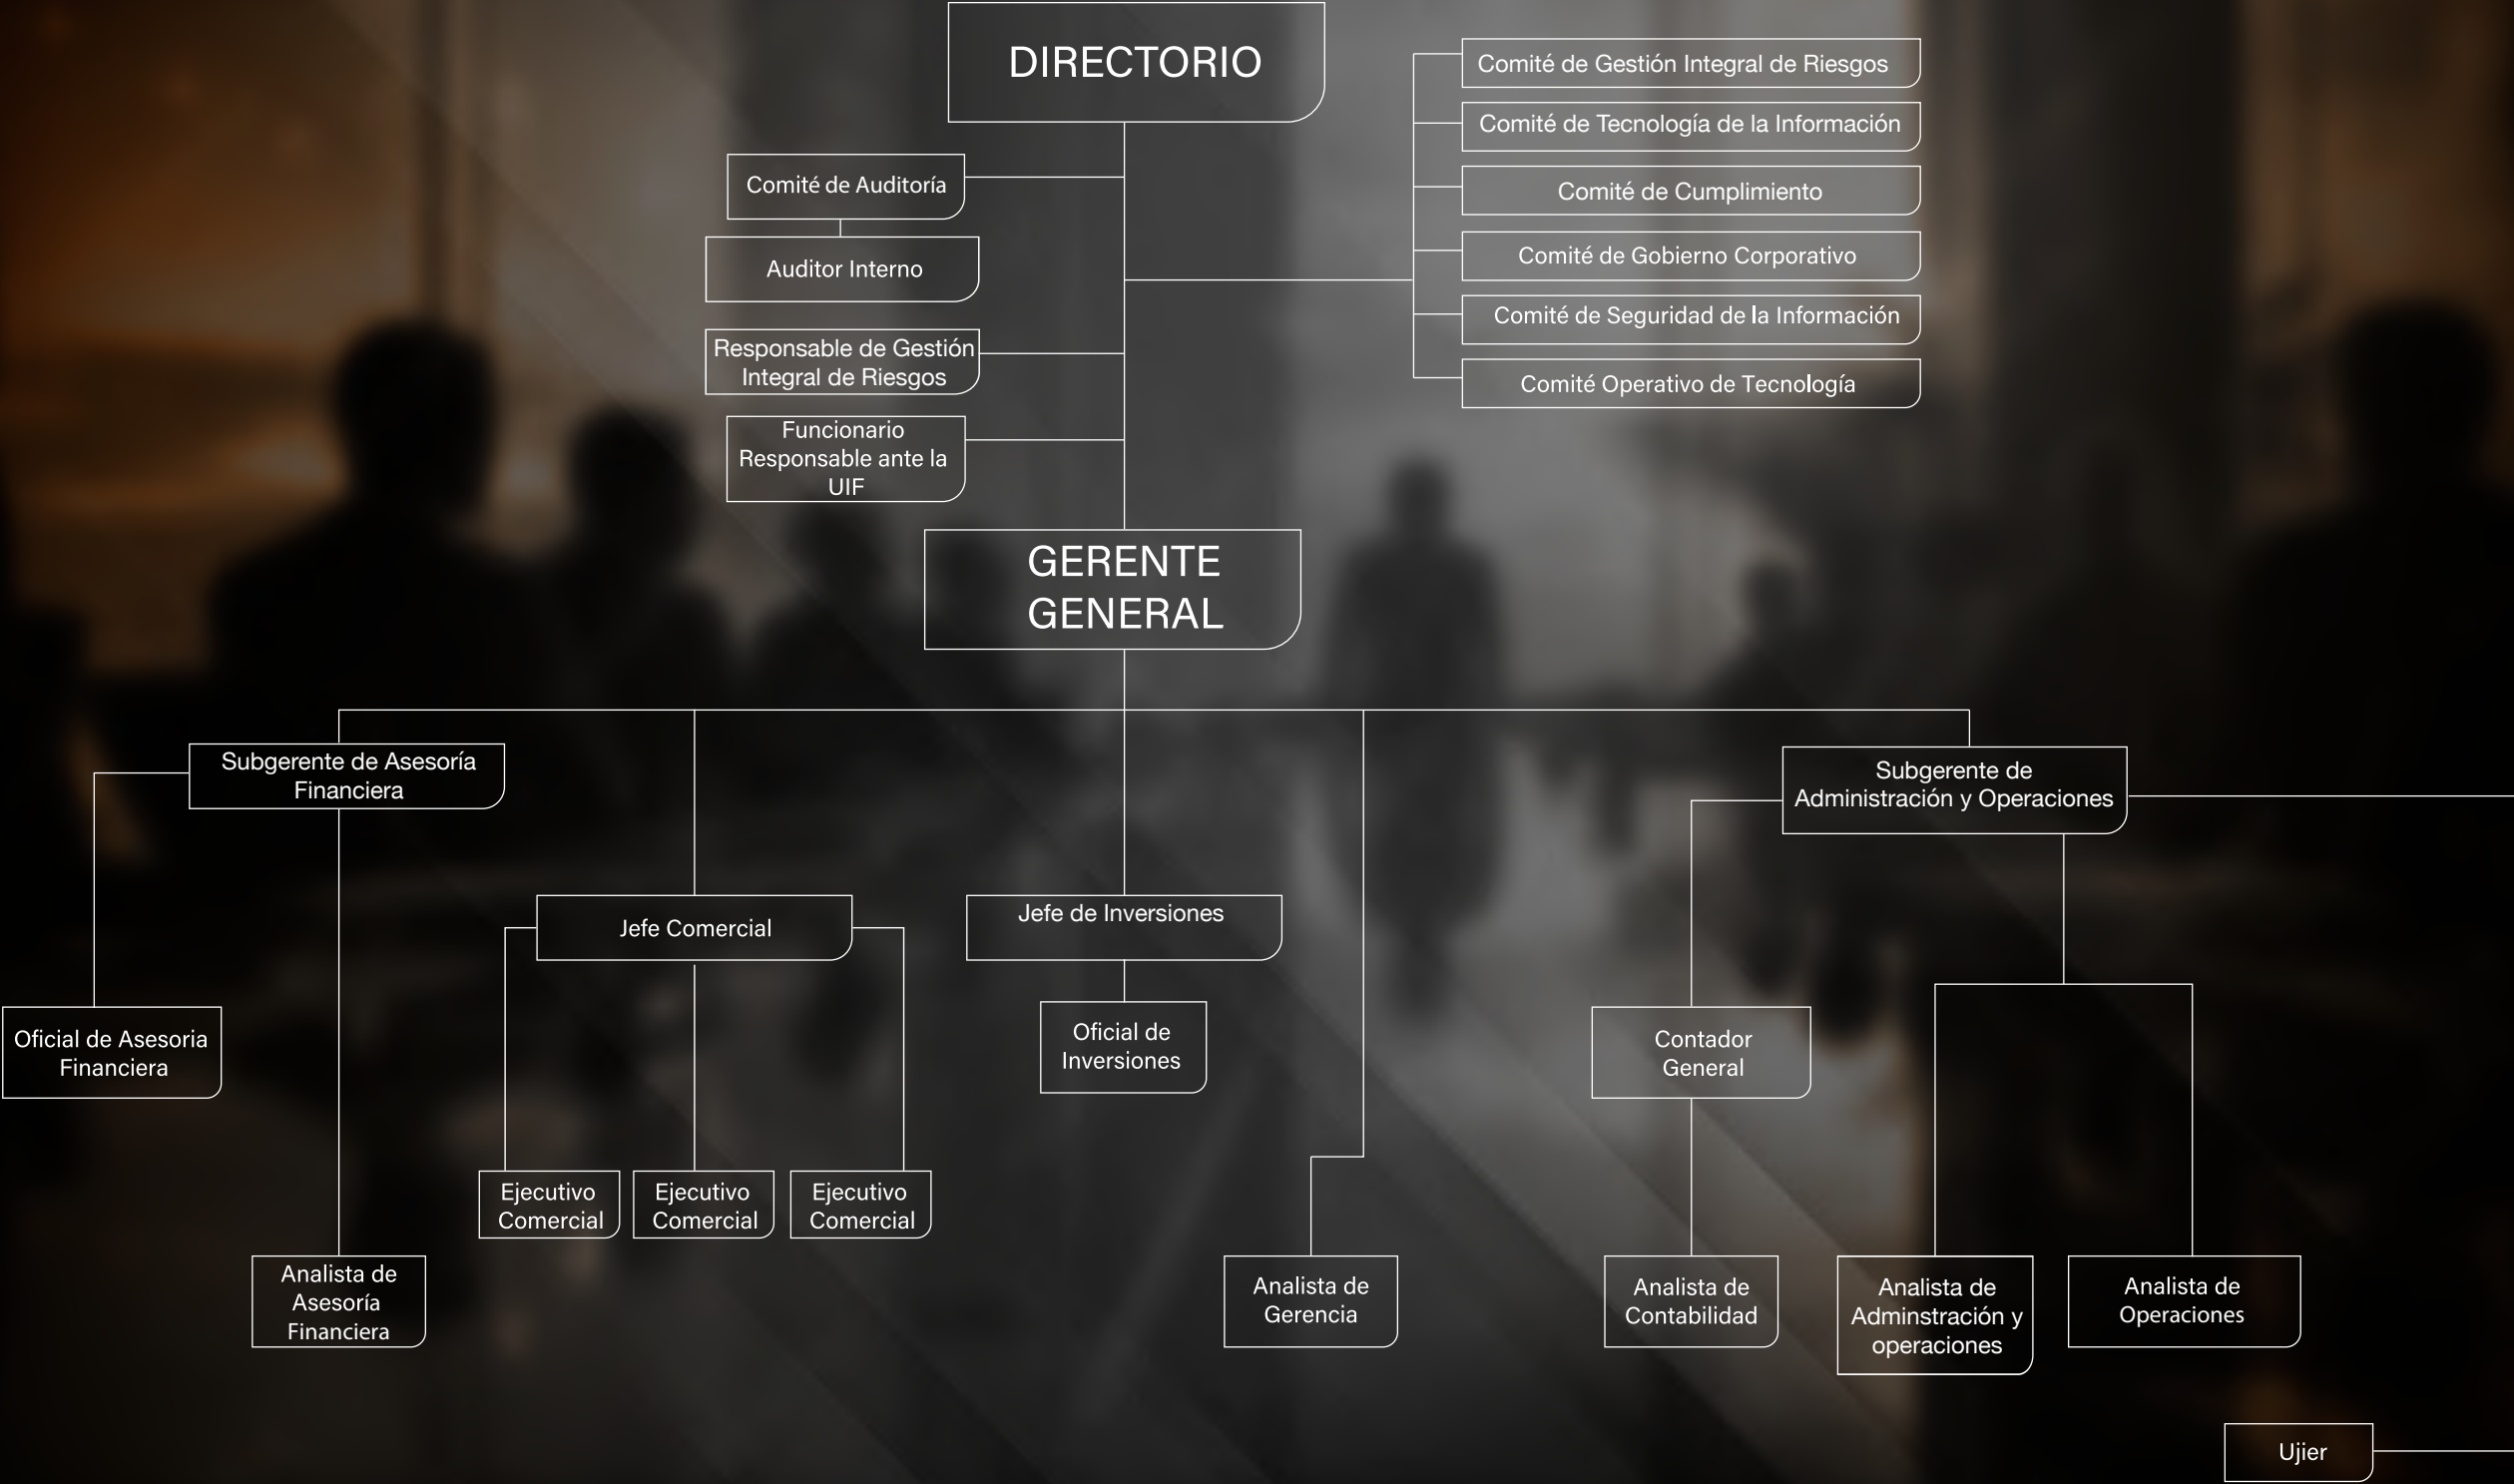 DIRECTORIO
Comité de Gestión Integral de Riesgos
Comité de Tecnología de la Información
Comité de Cumplimiento
Comité de Gobierno Corporativo
Comité de Seguridad de la Información
Comité Operativo de Tecnología
Comité de Auditoría
Auditor Interno
Responsable de Gestión
Integral de Riesgos
Funcionario
Responsable ante la
UIF
GERENTE
GENERAL
Subgerente de Asesoría
Financiera
Subgerente de
Administración y Operaciones
Jefe Comercial
Jefe de Inversiones
Oficial de Asesoria
Financiera
Oficial de
Inversiones
Contador
General
Ejecutivo
Comercial
Ejecutivo
Comercial
Ejecutivo
Comercial
Analista de
Asesoría
Financiera
Analista de
Gerencia
Analista de
Contabilidad
Analista de
Adminstración y
operaciones
Analista de
Operaciones
Ujier